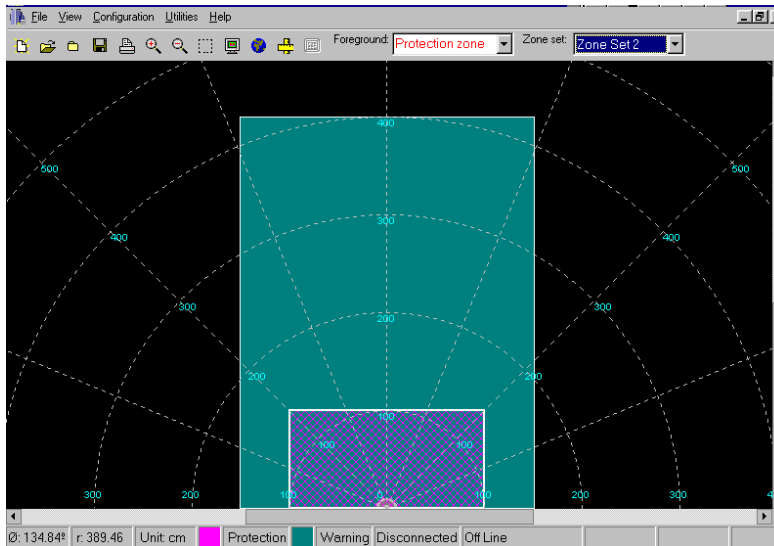 File View Configuration Utilities Help
Foreground: Protection zone Zone set: Zone Set 2
400
500 500
300
400 400
300 300
200
200 200
100
100 100
300 200 100 0 100 200 300 4
Ø: 134.84º r: 389.46 Unit: cm Protection Warning Disconnected Off Line